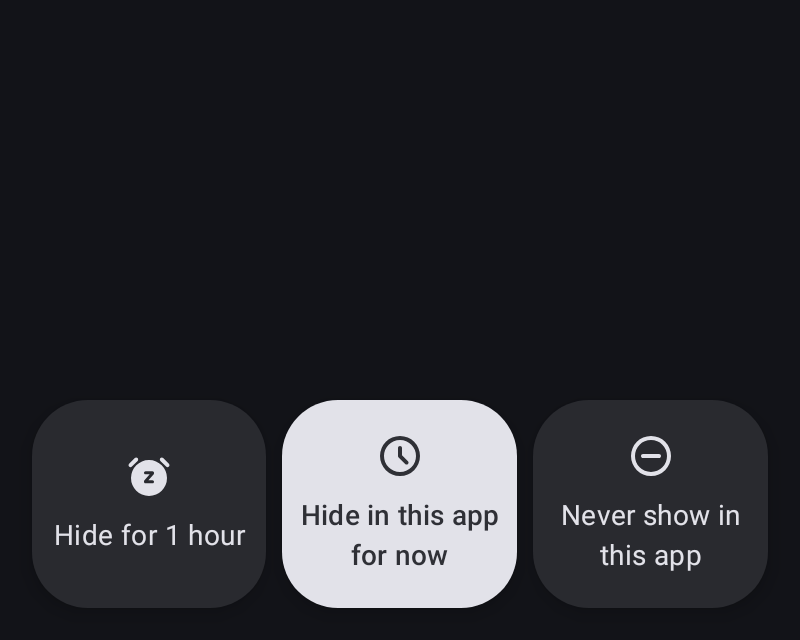 Hide for 1 hour
Hide in this app
for now
Never show in
this app